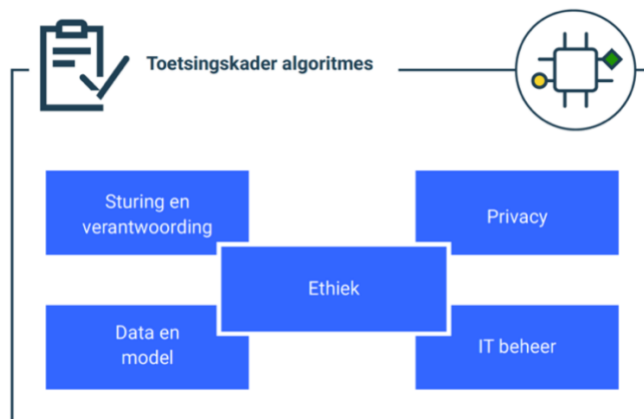 Toetsingskader algoritmes
Sturing en
verantwoording
Privacy
Ethiek
Data en
model
IT beheer